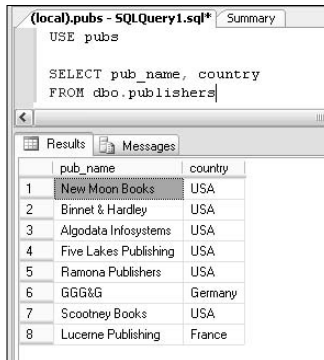 (local).pubs - SQLQuery1.sql* Summary
USE pubs
SELECT pub_name, country
FROM dbo.publishers
Results Messages
pub_name country
1 New Moon Books USA
2 Binnet & Hardley USA
3 Algodata Infosystems USA
4 Five Lakes Publishing USA
5 Ramona Publishers USA
6 GGG&G Germany
7 Scootney Books USA
8 Lucerne Publishing France